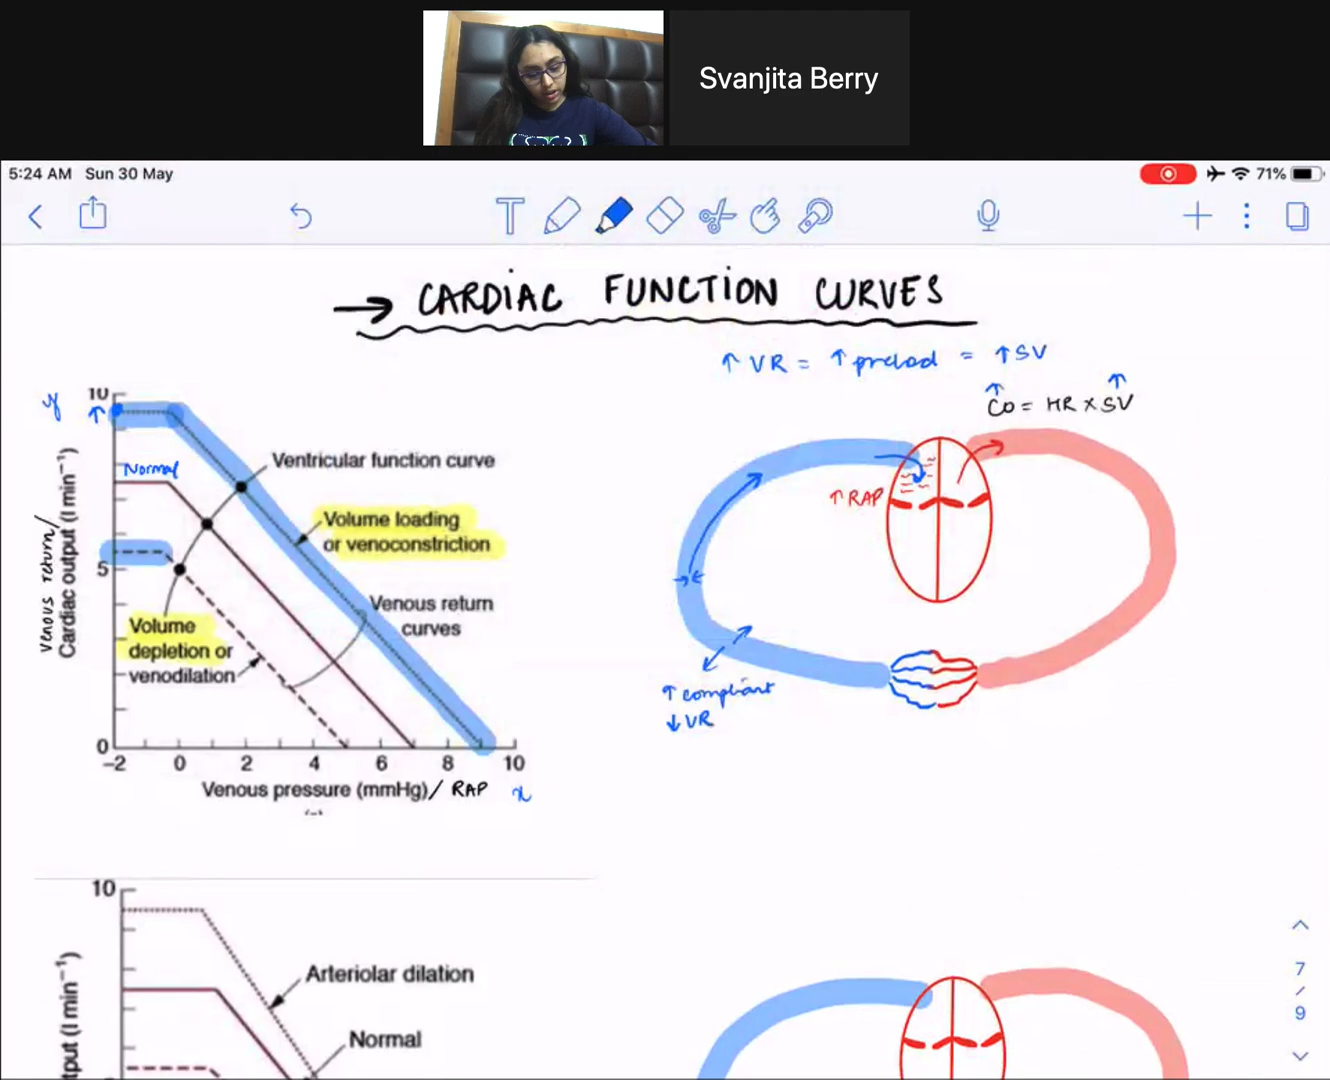 Svanjita Berry
5:24 AM Sun 30 May
71%
T
→ CARDIAC FUNCTION CURVES
↑ VR = ↑ preload = ↑ SV
↑ ↑
CO = HR x SV
y ↑
10
Normal
5
0
Venous return/
Cardiac output (l min⁻¹)
Ventricular function curve
Volume loading
or venoconstriction
Venous return
curves
Volume
depletion or
venodilation
-2 0 2 4 6 8 10
Venous pressure (mmHg) / RAP x
↑ RAP
↑ compliant
↓ VR
10
tput (l min⁻¹)
Arteriolar dilation
Normal
7
/
9